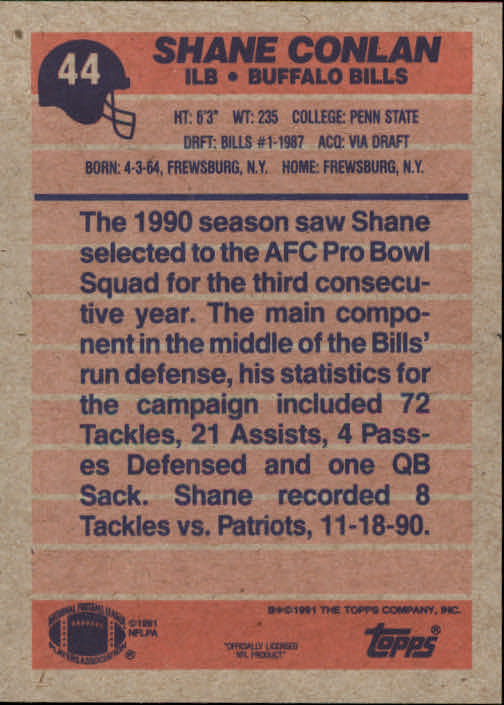 44
SHANE CONLAN
ILB • BUFFALO BILLS
HT: 6'3" WT: 235 COLLEGE: PENN STATE
DRFT: BILLS #1-1987 ACQ: VIA DRAFT
BORN: 4-3-64, FREWSBURG, N.Y. HOME: FREWSBURG, N.Y.
The 1990 season saw Shane
selected to the AFC Pro Bowl
Squad for the third consecu-
tive year. The main compo-
nent in the middle of the Bills'
run defense, his statistics for
the campaign included 72
Tackles, 21 Assists, 4 Pass-
es Defensed and one QB
Sack. Shane recorded 8
Tackles vs. Patriots, 11-18-90.
NATIONAL FOOTBALL LEAGUE
PLAYERS ASSOCIATION
®
©1991
NFLPA
"OFFICIALLY LICENSED
NFL PRODUCT"
B*©1991 THE TOPPS COMPANY, INC.
topps®